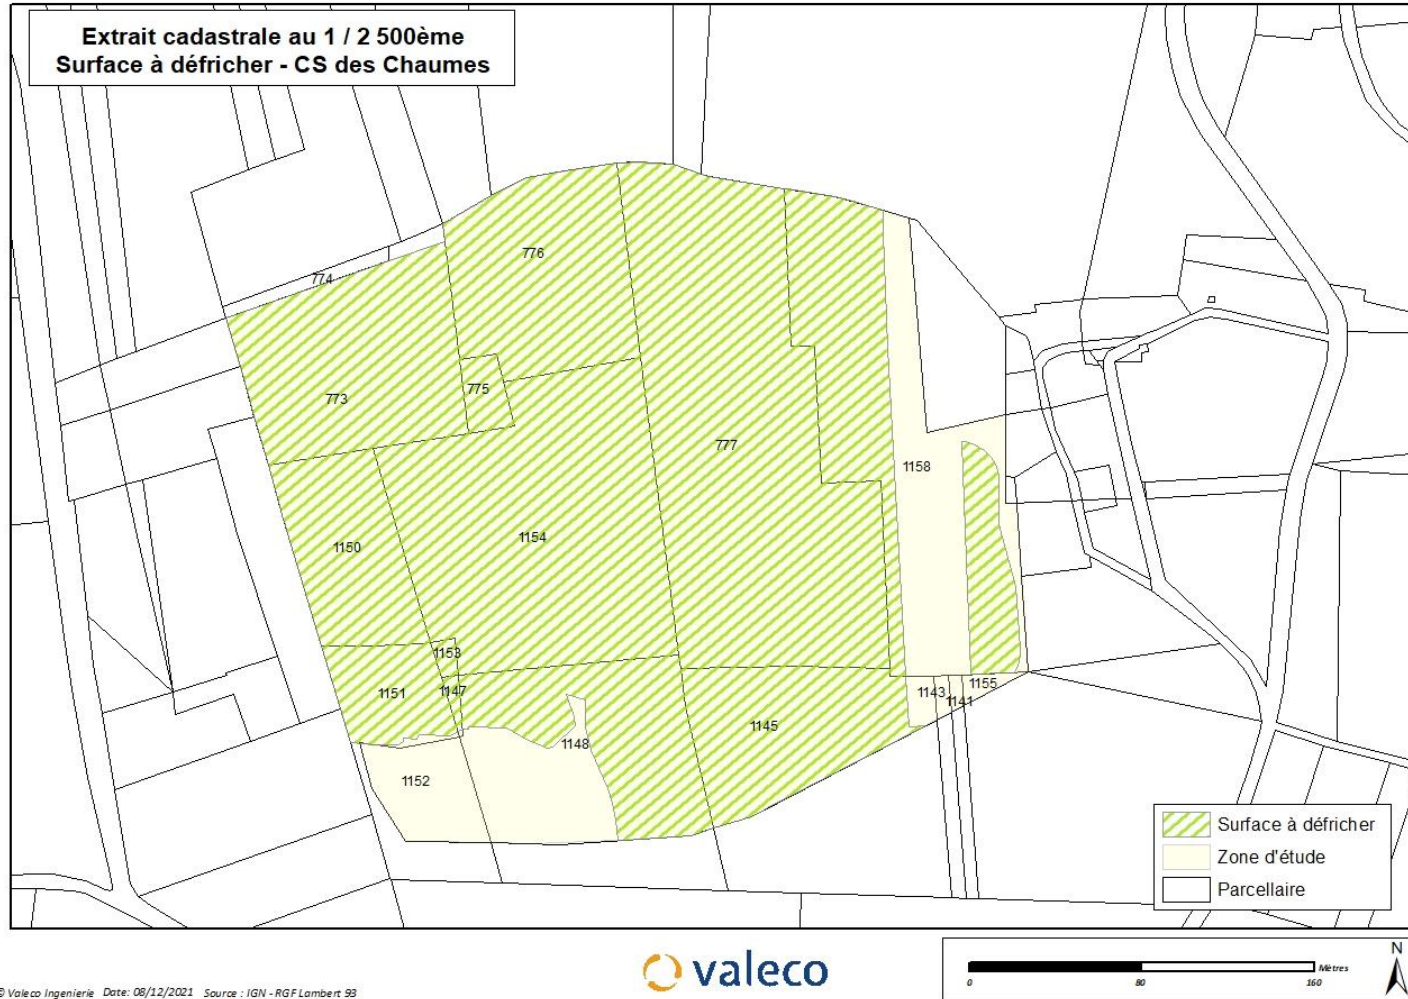 Extrait cadastrale au 1 / 2 500ème
Surface à défricher - CS des Chaumes
776
774
773
775
777
1158
1154
1150
1153
1151
1147
1155
1143
1141
1145
1148
1152
Surface à défricher
Zone d'étude
Parcellaire
valeco
N
Mètres
0 80 160
© Valeco Ingenierie Date: 08/12/2021 Source : IGN - RGF Lambert 93